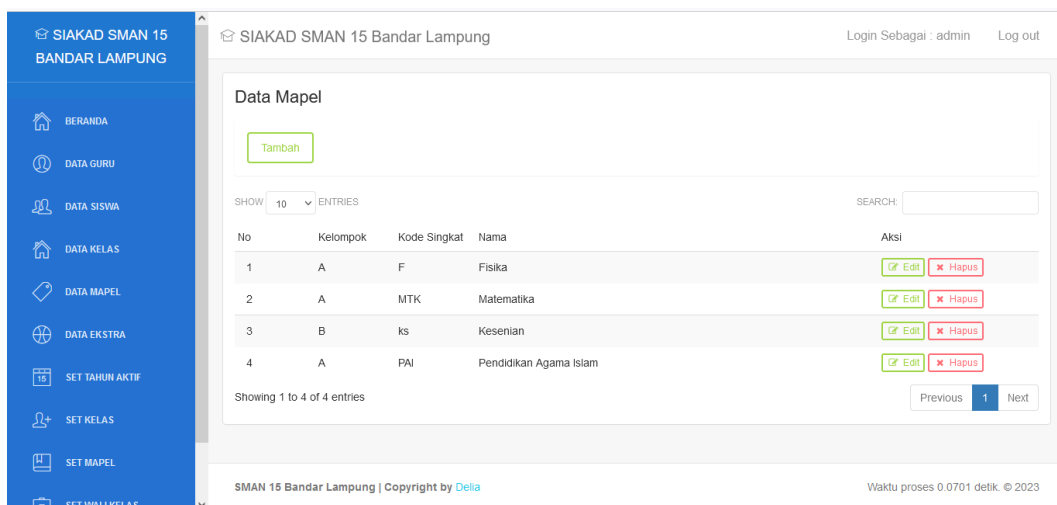 SIAKAD SMAN 15
BANDAR LAMPUNG
BERANDA
DATA GURU
DATA SISWA
DATA KELAS
DATA MAPEL
DATA EKSTRA
15 SET TAHUN AKTIF
SET KELAS
SET MAPEL
SET WALI KELAS
SIAKAD SMAN 15 Bandar Lampung Login Sebagai : admin Log out
Data Mapel
Tambah
SHOW 10 ENTRIES SEARCH:
No Kelompok Kode Singkat Nama Aksi
1 A F Fisika Edit Hapus
2 A MTK Matematika Edit Hapus
3 B ks Kesenian Edit Hapus
4 A PAI Pendidikan Agama Islam Edit Hapus
Showing 1 to 4 of 4 entries Previous 1 Next
SMAN 15 Bandar Lampung | Copyright by Delia Waktu proses 0.0701 detik. © 2023